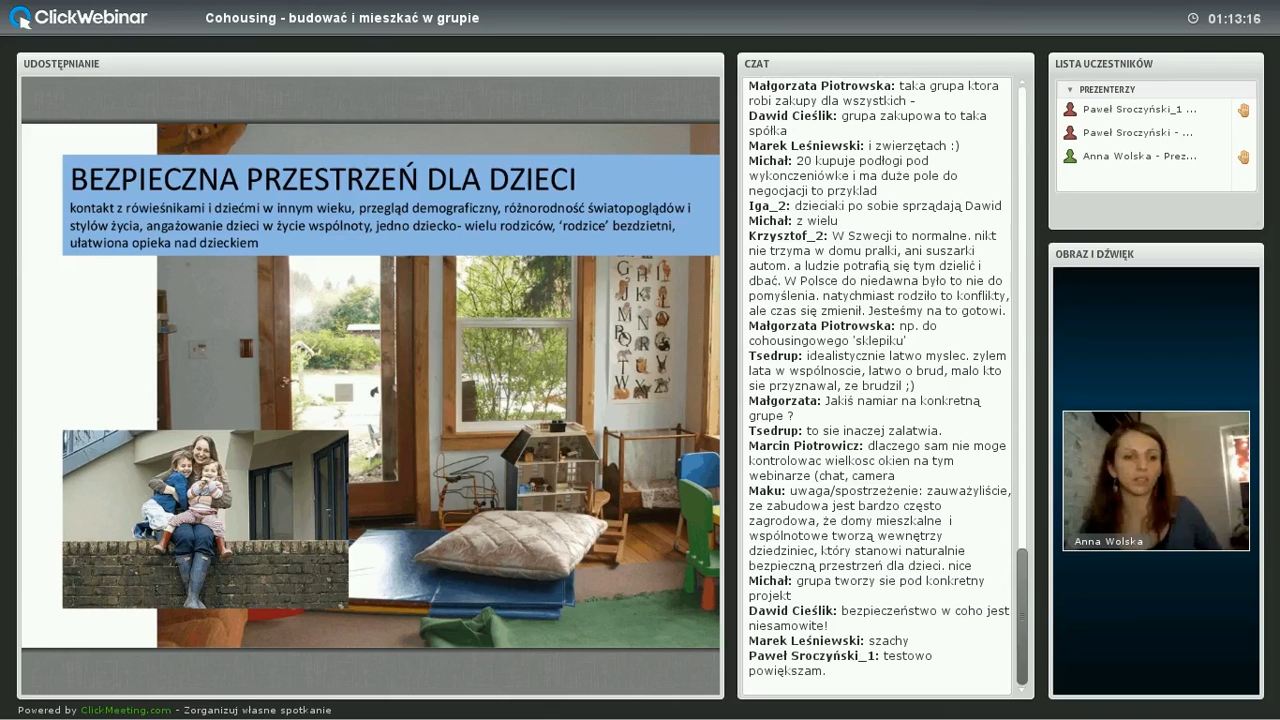 ClickWebinar
Cohousing - budować i mieszkać w grupie
01:13:16
UDOSTĘPNIANIE
BEZPIECZNA PRZESTRZEŃ DLA DZIECI
kontakt z rówieśnikami i dziećmi w innym wieku, przegląd demograficzny, różnorodność światopoglądów i
stylów życia, angażowanie dzieci w życie wspólnoty, jedno dziecko- wielu rodziców, ‘rodzice’ bezdzietni,
ułatwiona opieka nad dzieckiem
CZAT
Małgorzata Piotrowska: taka grupa ktora
robi zakupy dla wszystkich -
Dawid Cieślik: grupa zakupowa to taka
spółka
Marek Leśniewski: i zwierzętach :)
Michał: 20 kupuje podłogi pod
wykonczeniówke i ma duże pole do
negocjacji to przyklad
Iga_2: dzieciaki po sobie sprządają Dawid
Michał: z wielu
Krzysztof_2: W Szwecji to normalne. nikt
nie trzyma w domu pralki, ani suszarki
autom. a ludzie potrafią się tym dzielić i
dbać. W Polsce do niedawna było to nie do
pomyślenia. natychmiast rodziło to konflikty,
ale czas się zmienił. Jesteśmy na to gotowi.
Małgorzata Piotrowska: np. do
cohousingowego 'sklepiku'
Tsedrup: idealistycznie latwo myslec. zylem
lata w wspólnoscie, latwo o brud, malo kto
sie przyznawal, ze brudzil ;)
Małgorzata: Jakiś namiar na konkretną
grupe ?
Tsedrup: to sie inaczej zalatwia.
Marcin Piotrowicz: dlaczego sam nie moge
kontrolowac wielkosc okien na tym
webinarze (chat, camera
Maku: uwaga/spostrzeżenie: zauważyliście,
ze zabudowa jest bardzo często
zagrodowa, że domy mieszkalne i
wspólnotowe tworzą wewnętrzy
dziedziniec, który stanowi naturalnie
bezpieczną przestrzeń dla dzieci. nice
Michał: grupa tworzy sie pod konkretny
projekt
Dawid Cieślik: bezpieczeństwo w coho jest
niesamowite!
Marek Leśniewski: szachy
Paweł Sroczyński_1: testowo
powiększam.
LISTA UCZESTNIKÓW
PREZENTERZY
Paweł Sroczyński_1 ...
Paweł Sroczyński - ...
Anna Wolska - Prez...
OBRAZ I DŹWIĘK
Anna Wolska
Powered by ClickMeeting.com - Zorganizuj własne spotkanie